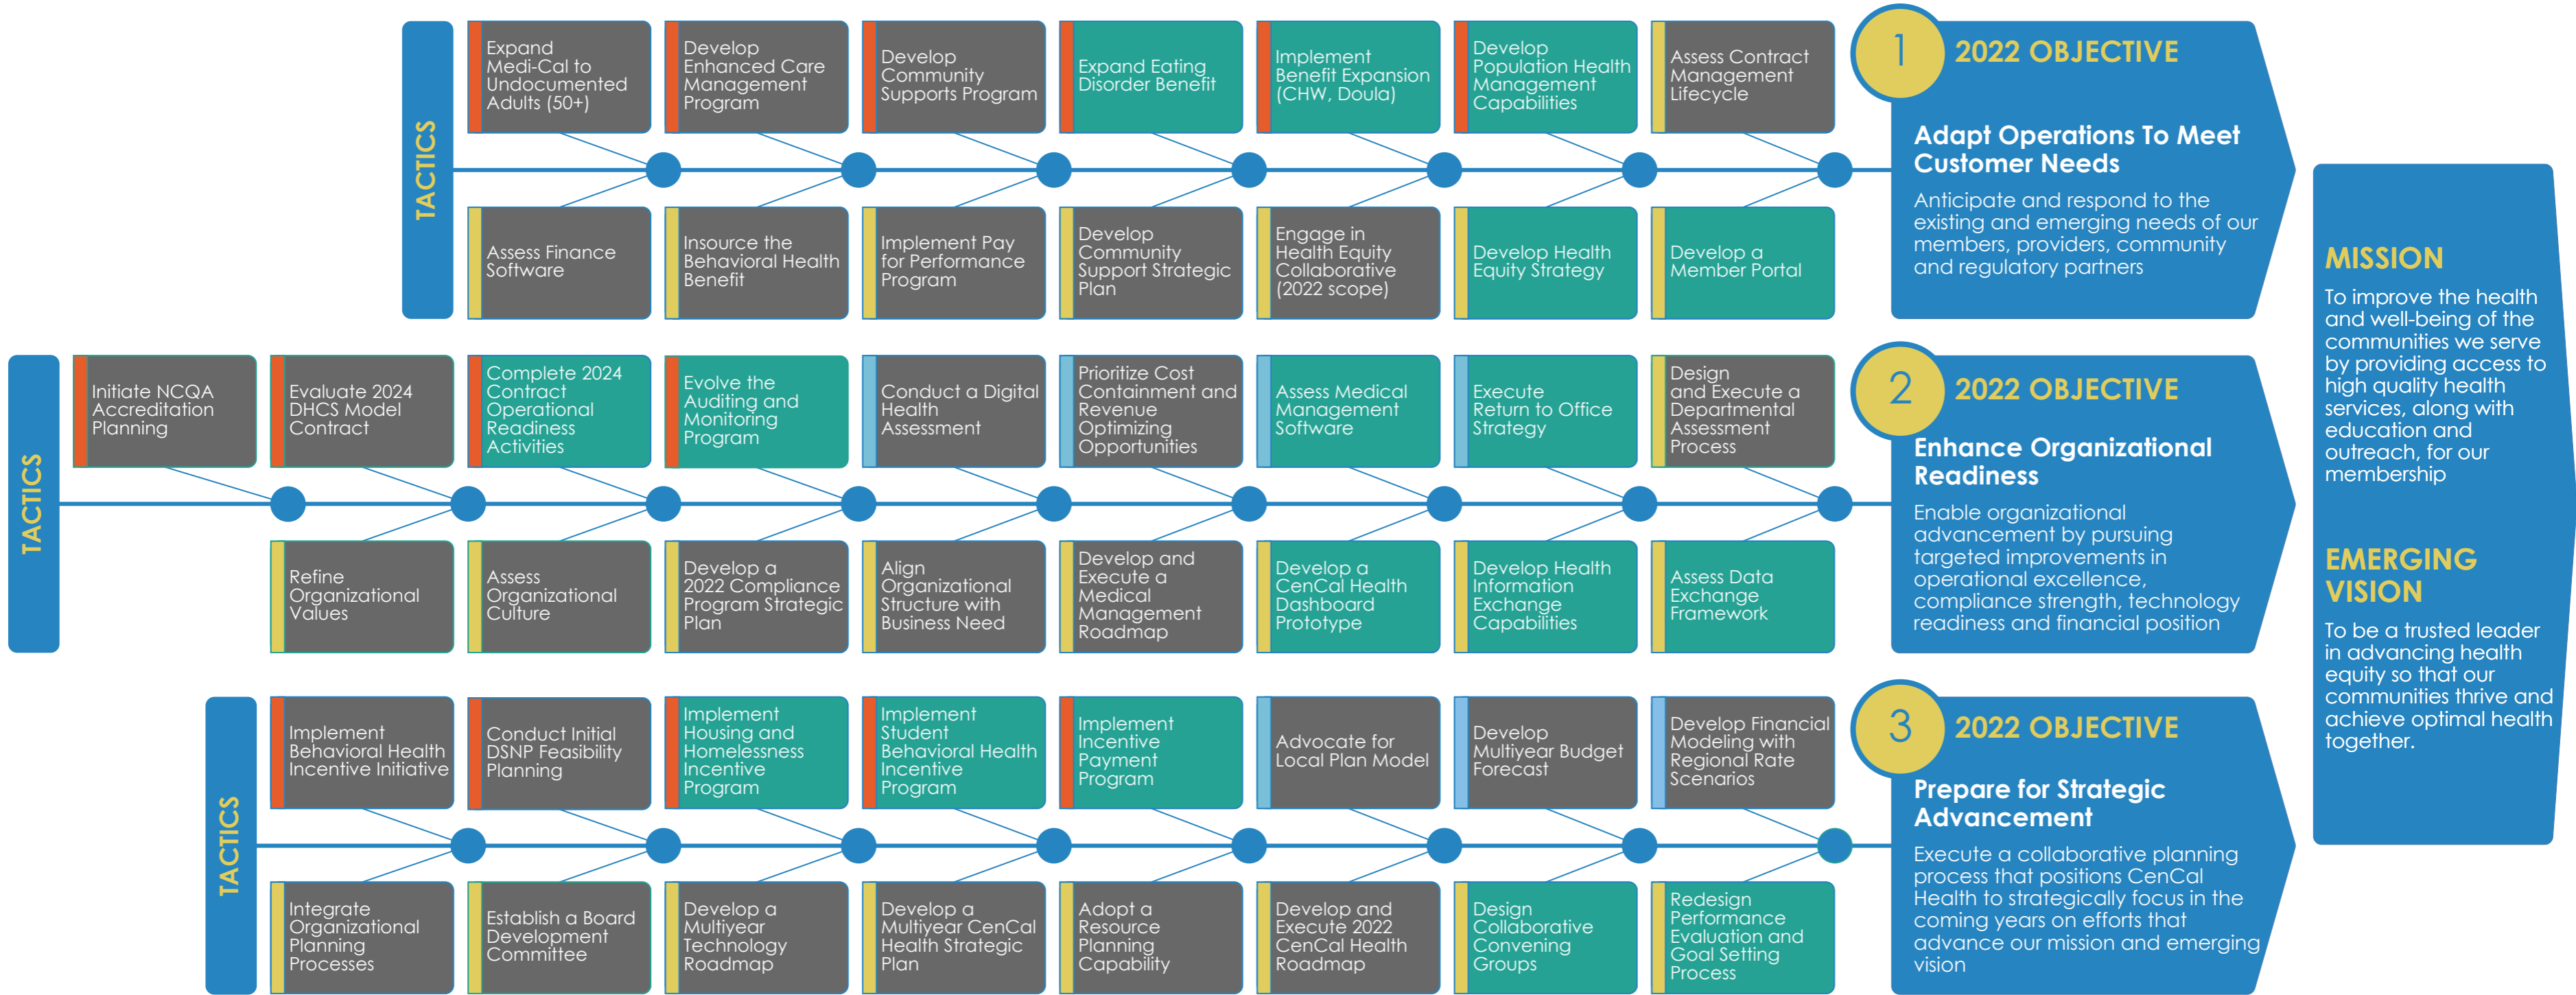 TACTICS
Expand
Medi-Cal to
Undocumented
Adults (50+)
Develop
Enhanced Care
Management
Program
Develop
Community
Supports Program
Expand Eating
Disorder Benefit
Implement
Benefit Expansion
(CHW, Doula)
Develop
Population Health
Management
Capabilities
Assess Contract
Management
Lifecycle
Assess Finance
Software
Insource the
Behavioral Health
Benefit
Implement Pay
for Performance
Program
Develop
Community
Support Strategic
Plan
Engage in
Health Equity
Collaborative
(2022 scope)
Develop Health
Equity Strategy
Develop a
Member Portal
1
2022 OBJECTIVE
Adapt Operations To Meet
Customer Needs
Anticipate and respond to the
existing and emerging needs of our
members, providers, community
and regulatory partners
TACTICS
Initiate NCQA
Accreditation
Planning
Evaluate 2024
DHCS Model
Contract
Complete 2024
Contract
Operational
Readiness
Activities
Evolve the
Auditing and
Monitoring
Program
Conduct a Digital
Health
Assessment
Prioritize Cost
Containment and
Revenue
Optimizing
Opportunities
Assess Medical
Management
Software
Execute
Return to Office
Strategy
Design
and Execute a
Departmental
Assessment
Process
Refine
Organizational
Values
Assess
Organizational
Culture
Develop a
2022 Compliance
Program Strategic
Plan
Align
Organizational
Structure with
Business Need
Develop and
Execute a
Medical
Management
Roadmap
Develop a
CenCal Health
Dashboard
Prototype
Develop Health
Information
Exchange
Capabilities
Assess Data
Exchange
Framework
2
2022 OBJECTIVE
Enhance Organizational
Readiness
Enable organizational
advancement by pursuing
targeted improvements in
operational excellence,
compliance strength, technology
readiness and financial position
TACTICS
Implement
Behavioral Health
Incentive Initiative
Conduct Initial
DSNP Feasibility
Planning
Implement
Housing and
Homelessness
Incentive
Program
Implement
Student
Behavioral Health
Incentive
Program
Implement
Incentive
Payment
Program
Advocate for
Local Plan Model
Develop
Multiyear Budget
Forecast
Develop Financial
Modeling with
Regional Rate
Scenarios
Integrate
Organizational
Planning
Processes
Establish a Board
Development
Committee
Develop a
Multiyear
Technology
Roadmap
Develop a
Multiyear CenCal
Health Strategic
Plan
Adopt a
Resource
Planning
Capability
Develop and
Execute 2022
CenCal Health
Roadmap
Design
Collaborative
Convening
Groups
Redesign
Performance
Evaluation and
Goal Setting
Process
3
2022 OBJECTIVE
Prepare for Strategic
Advancement
Execute a collaborative planning
process that positions CenCal
Health to strategically focus in the
coming years on efforts that
advance our mission and emerging
vision
MISSION
To improve the health
and well-being of the
communities we serve
by providing access to
high quality health
services, along with
education and
outreach, for our
membership
EMERGING
VISION
To be a trusted leader
in advancing health
equity so that our
communities thrive and
achieve optimal health
together.